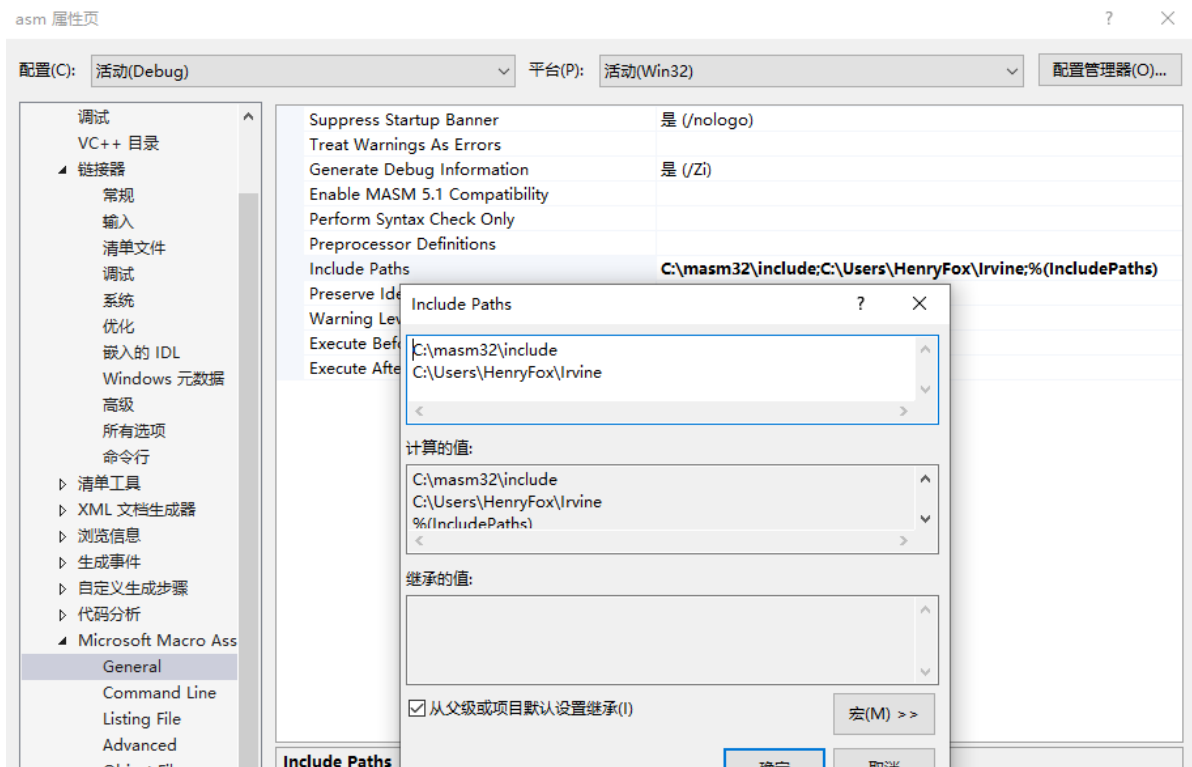 asm 属性页
配置(C): 活动(Debug) 平台(P): 活动(Win32) 配置管理器(O)...
调试
VC++ 目录
链接器
常规
输入
清单文件
调试
系统
优化
嵌入的 IDL
Windows 元数据
高级
所有选项
命令行
清单工具
XML 文档生成器
浏览信息
生成事件
自定义生成步骤
代码分析
Microsoft Macro Ass
General
Command Line
Listing File
Advanced
Suppress Startup Banner 是 (/nologo)
Treat Warnings As Errors
Generate Debug Information 是 (/Zi)
Enable MASM 5.1 Compatibility
Perform Syntax Check Only
Preprocessor Definitions
Include Paths C:\masm32\include;C:\Users\HenryFox\Irvine;%(IncludePaths)
Preserve Ide
Warning Lev
Execute Befo
Execute Afte
Include Paths
C:\masm32\include
C:\Users\HenryFox\Irvine
计算的值:
C:\masm32\include
C:\Users\HenryFox\Irvine
%(IncludePaths)
继承的值:
从父级或项目默认设置继承(I)
宏(M) >>
确定 取消
Include Paths